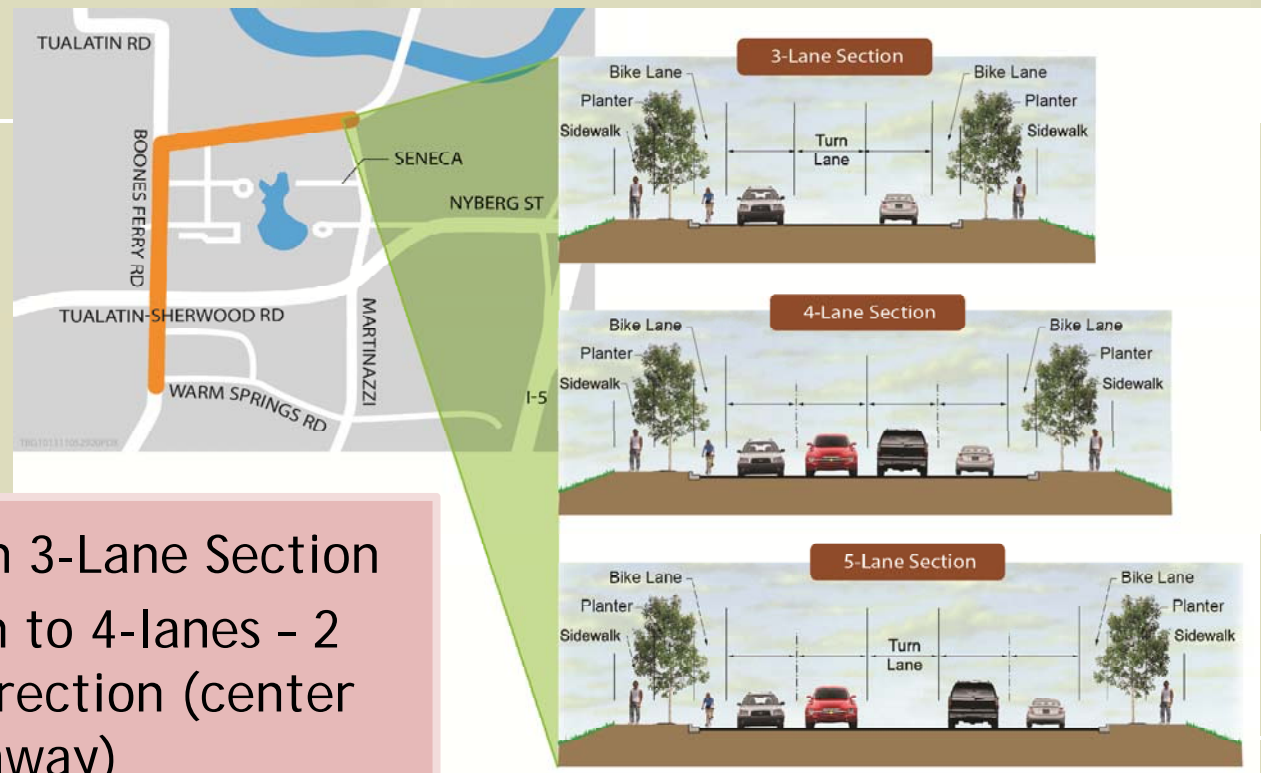 TUALATIN RD
BOONES FERRY RD
SENECA
NYBERG ST
TUALATIN-SHERWOOD RD
MARTINAZZI
WARM SPRINGS RD
I-5
3-Lane Section
Bike Lane
Bike Lane
Planter
Planter
Sidewalk
Sidewalk
Turn
Lane
4-Lane Section
Bike Lane
Bike Lane
Planter
Planter
Sidewalk
Sidewalk
5-Lane Section
Bike Lane
Bike Lane
Planter
Planter
Sidewalk
Sidewalk
Turn
Lane
3-Lane Section
to 4-lanes – 2
(center